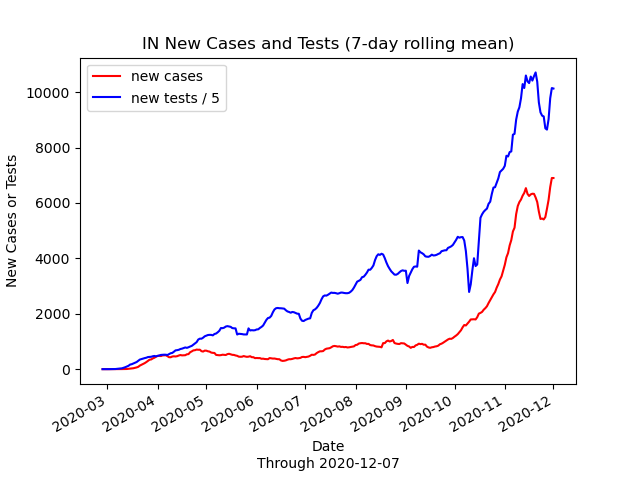 IN New Cases and Tests (7-day rolling mean)
new cases
new tests / 5
New Cases or Tests
10000
8000
6000
4000
2000
0
2020-03
2020-04
2020-05
2020-06
2020-07
2020-08
2020-09
2020-10
2020-11
2020-12
Date
Through 2020-12-07